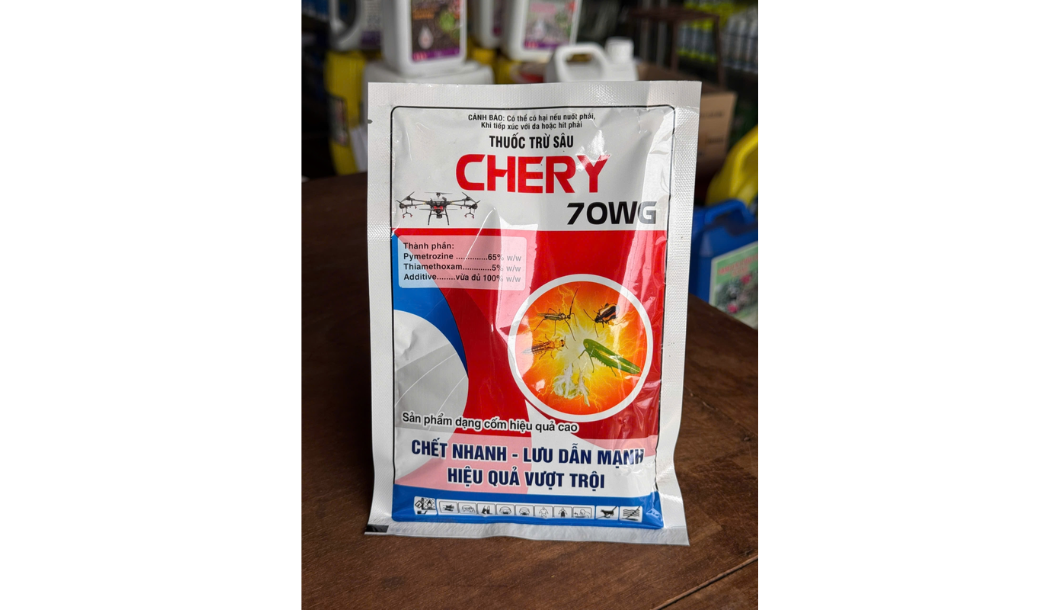 CẢNH BÁO: Có thể có hại nếu nuốt phải,
Khi tiếp xúc với da hoặc hít phải
THUỐC TRỪ SÂU
CHERY
70WG
Thành phần:
Pymetrozine .............65% w/w
Thiamethoxam............5% w/w
Additive........vừa đủ 100% w/w
Sản phẩm dạng cốm hiệu quả cao
CHẾT NHANH - LƯU DẪN MẠNH
HIỆU QUẢ VƯỢT TRỘI